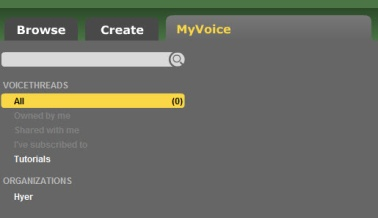 Browse Create MyVoice
VOICETHREADS
All (0)
Owned by me
Shared with me
I've subscribed to
Tutorials
ORGANIZATIONS
Hyer